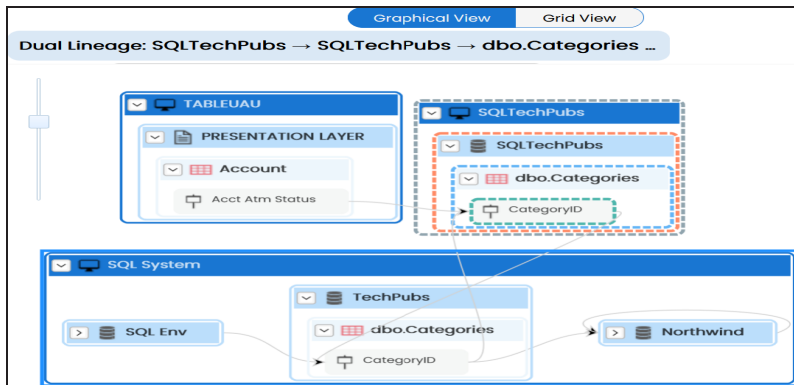 Graphical View
Grid View
Dual Lineage: SQLTechPubs → SQLTechPubs → dbo.Categories ...
TABLEUAU
PRESENTATION LAYER
Account
Acct Atm Status
SQLTechPubs
SQLTechPubs
dbo.Categories
CategoryID
SQL System
SQL Env
TechPubs
dbo.Categories
CategoryID
Northwind